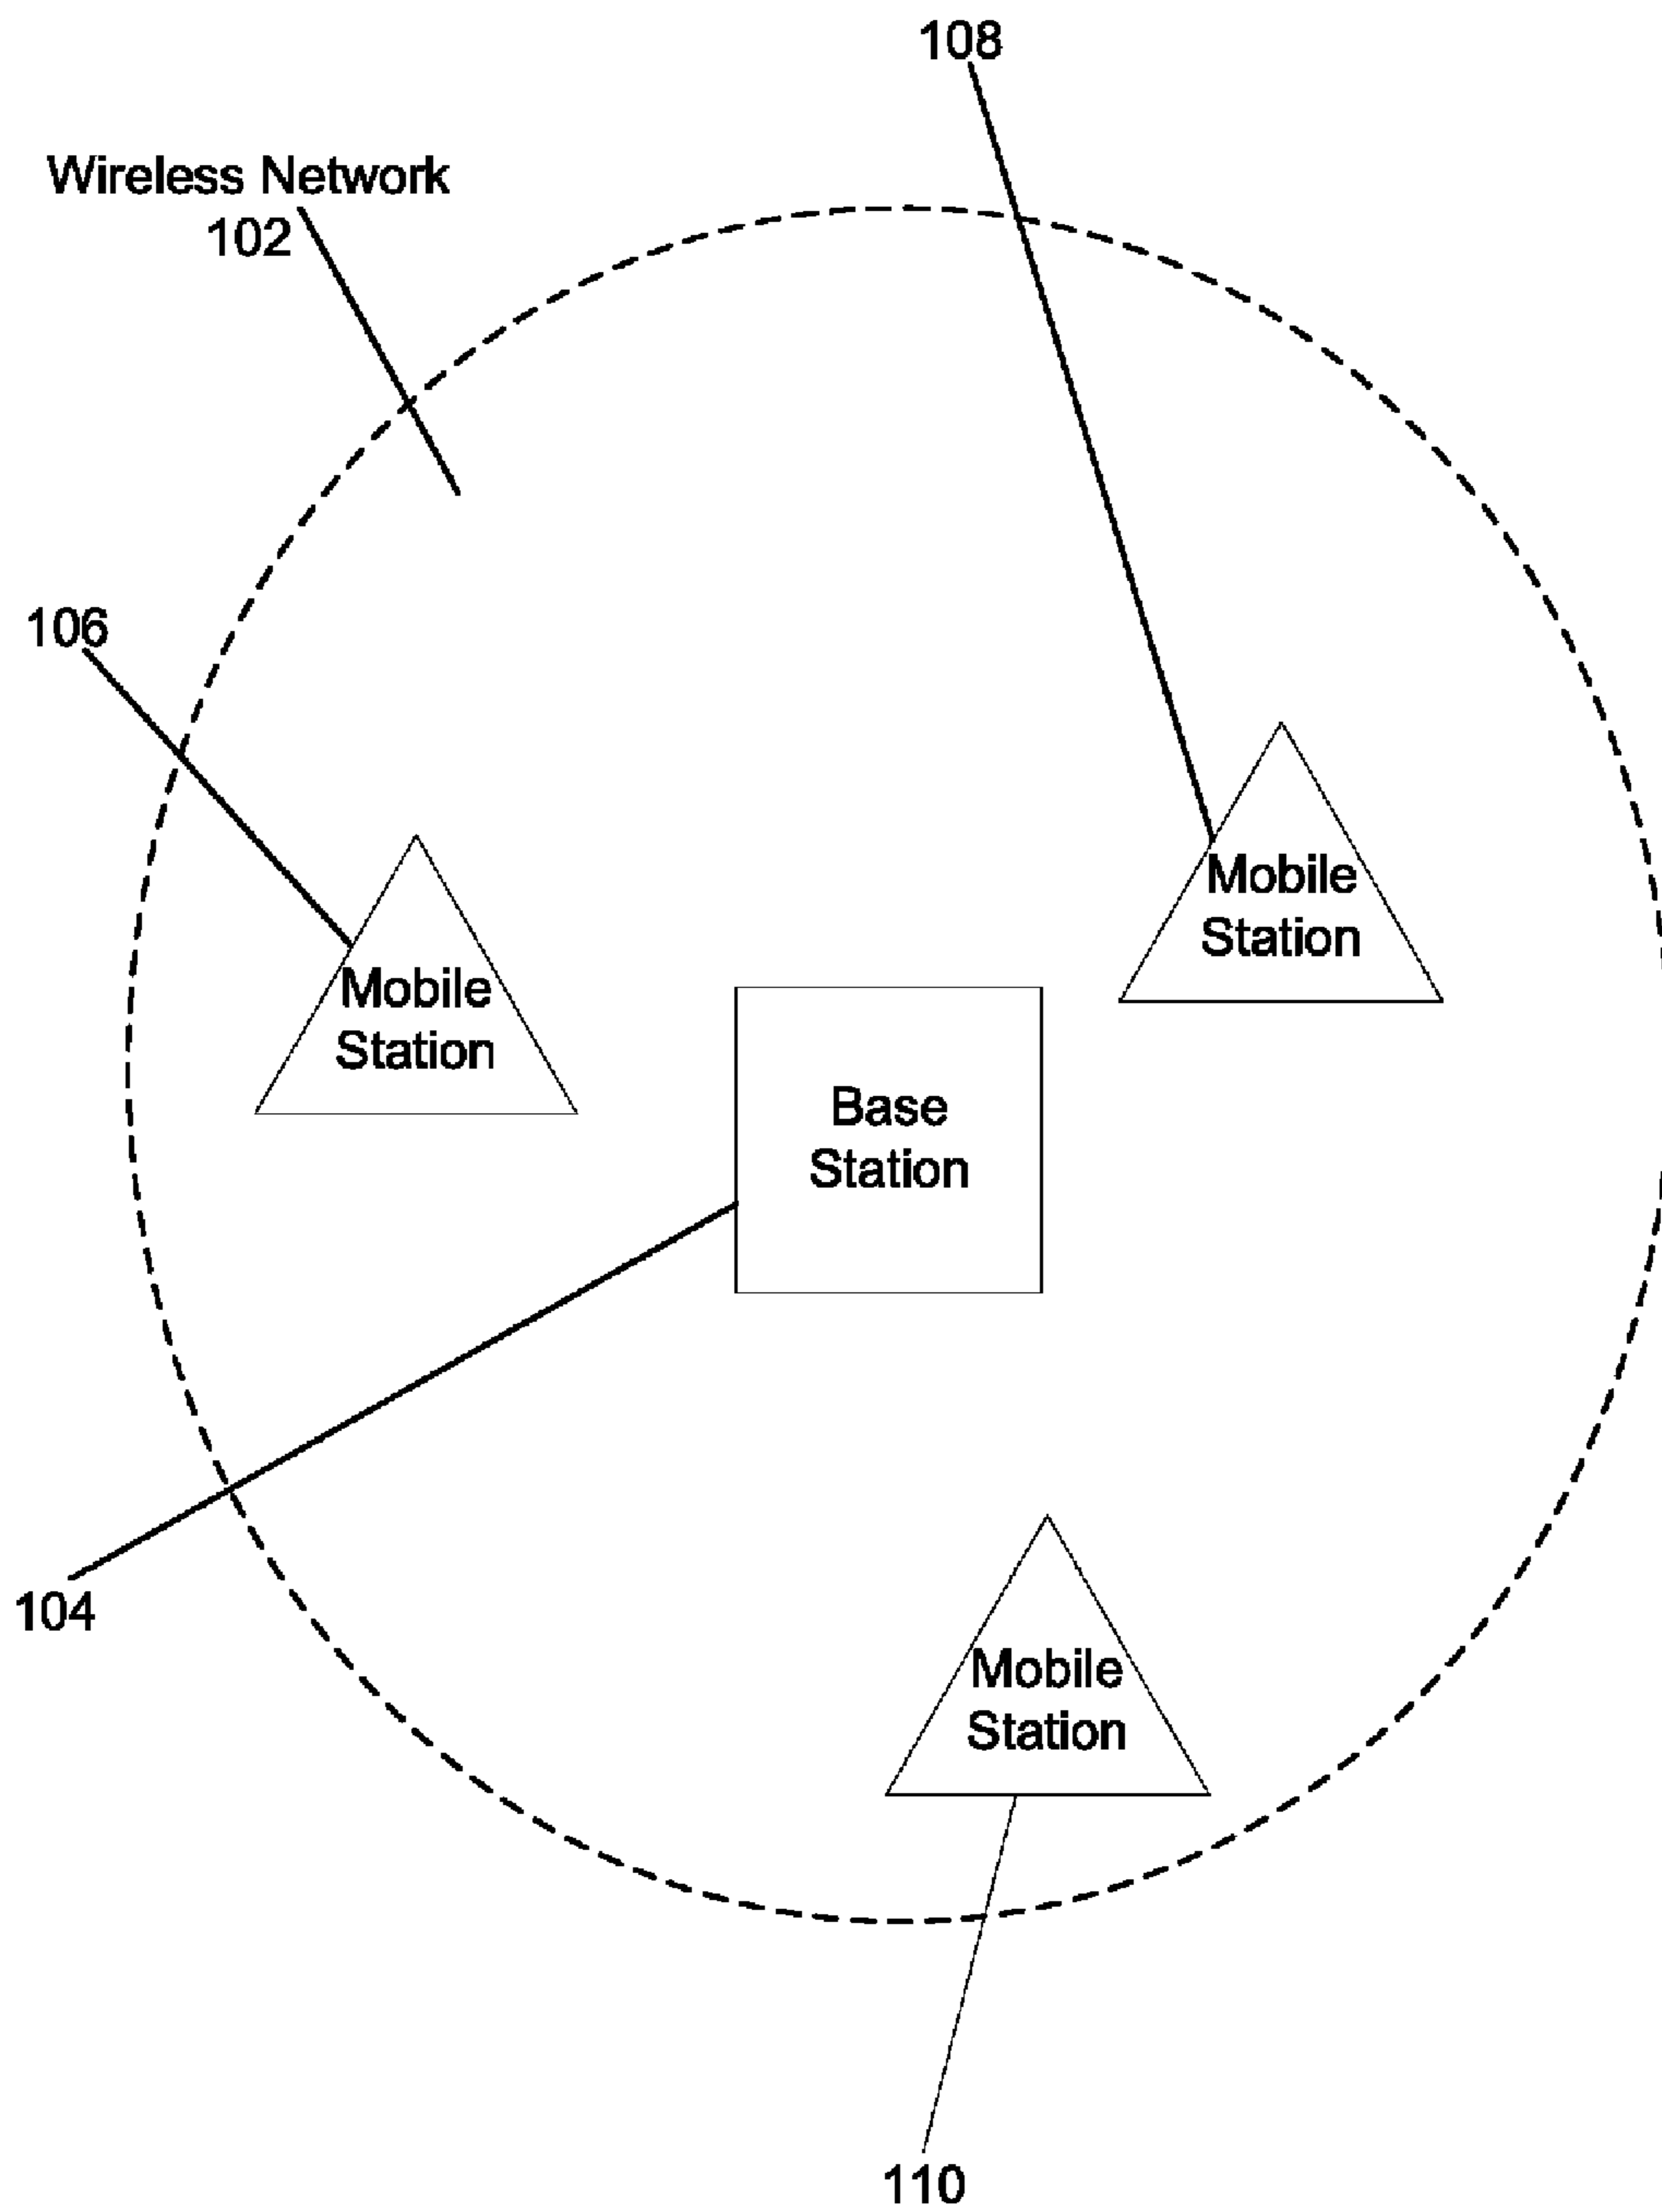 108
Wireless Network
102
106
Mobile
Station
Mobile
Station
Base
Station
104
Mobile
Station
110